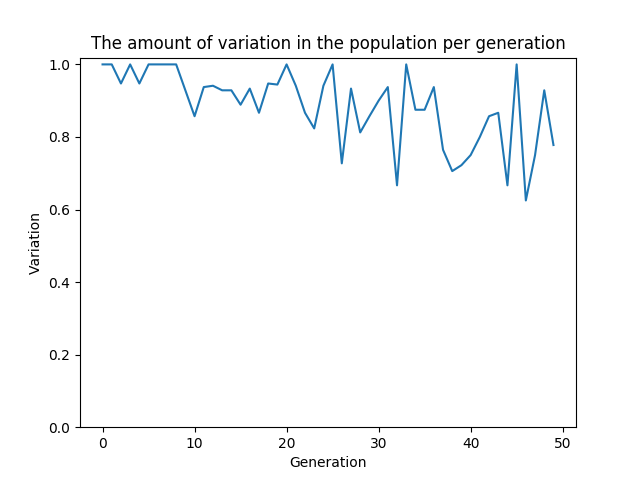 The amount of variation in the population per generation
1.0
0.8
0.6
0.4
0.2
0.0
Variation
0 10 20 30 40 50
Generation